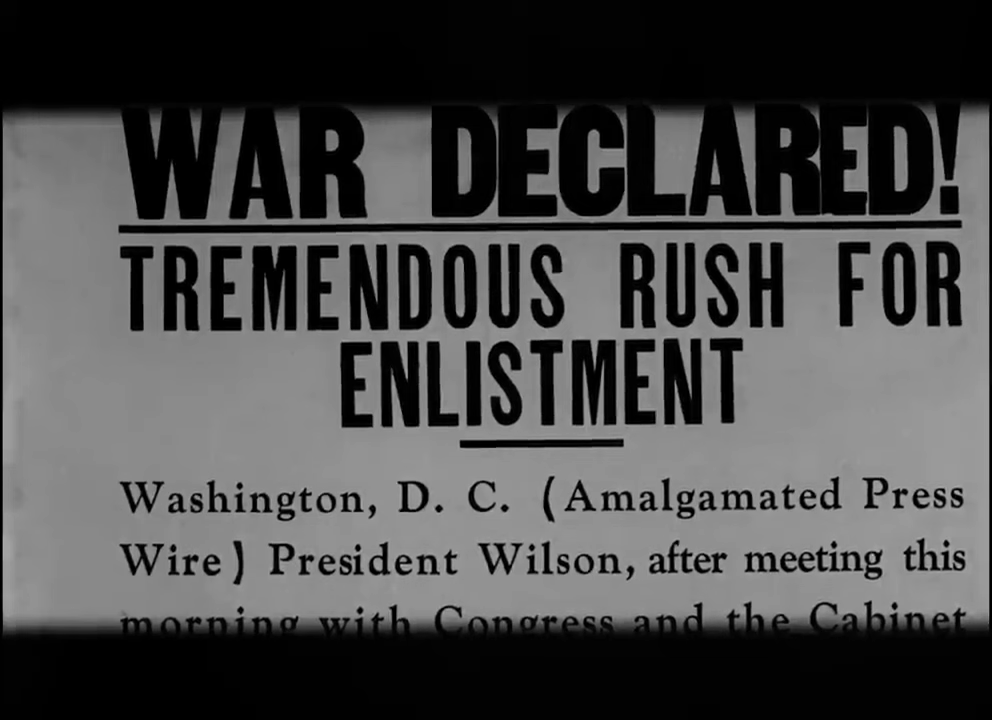 WAR DECLARED!
TREMENDOUS RUSH FOR
ENLISTMENT
Washington, D. C. (Amalgamated Press
Wire) President Wilson, after meeting this
morning with Congress and the Cabinet